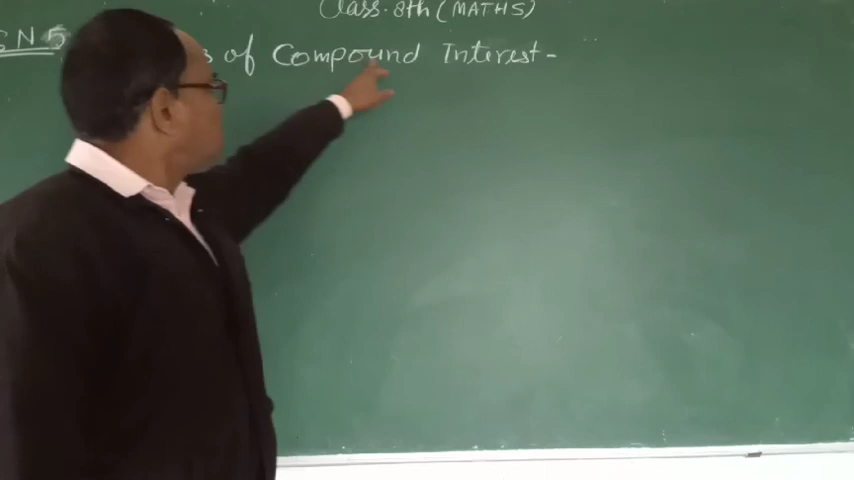 Class. 8th (MATHS)
of Compound Interest -